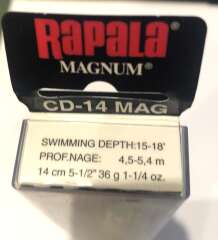 Rapala
MAGNUM®
CD-14 MAG
SWIMMING DEPTH:15-18'
PROF.NAGE: 4,5-5,4 m
14 cm 5-1/2" 36 g 1-1/4 oz.